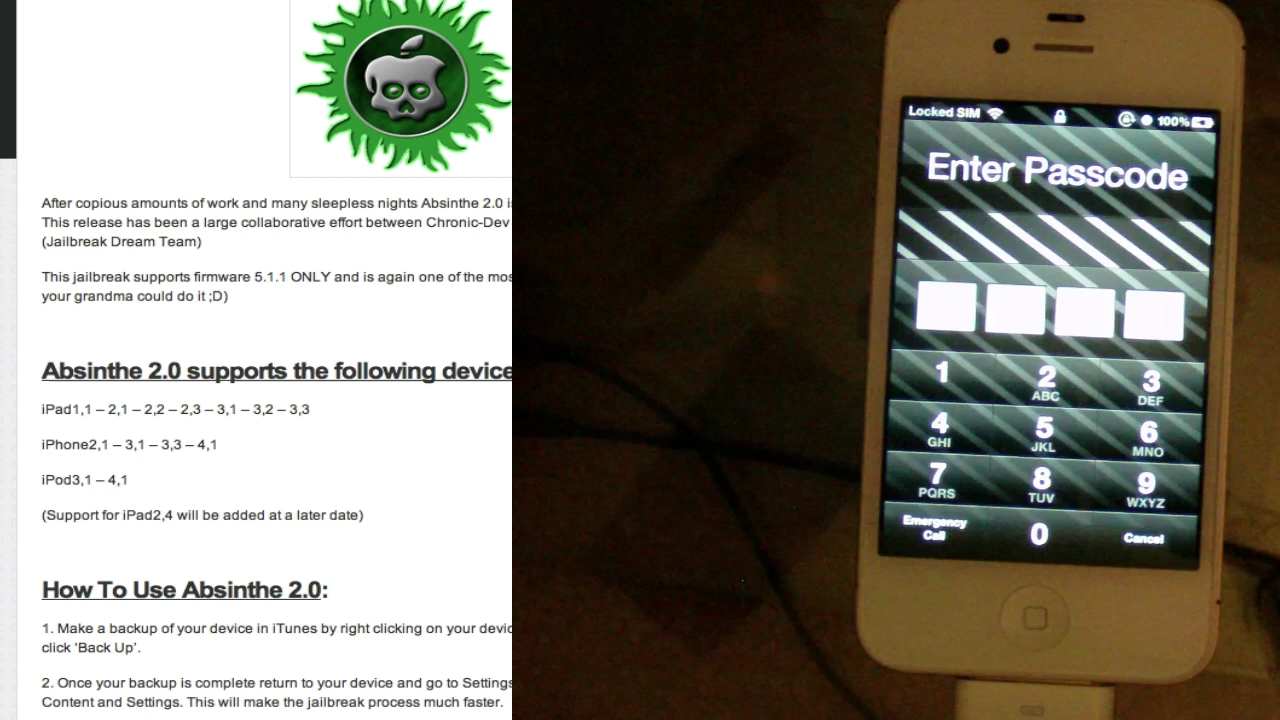 After copious amounts of work and many sleepless nights Absinthe 2.0
This release has been a large collaborative effort between Chronic-Dev
(Jailbreak Dream Team)
This jailbreak supports firmware 5.1.1 ONLY and is again one of the
your grandma could do it ;D)
Absinthe 2.0 supports the following device
iPad1,1 – 2,1 – 2,2 – 2,3 – 3,1 – 3,2 – 3,3
iPhone2,1 – 3,1 – 3,3 – 4,1
iPod3,1 – 4,1
(Support for iPad2,4 will be added at a later date)
How To Use Absinthe 2.0:
1. Make a backup of your device in iTunes by right clicking on your
click ‘Back Up’.
2. Once your backup is complete return to your device and go to Settings
Content and Settings. This will make the jailbreak process much faster.
Locked SIM 100%
Enter Passcode
1 2 3
ABC DEF
4 5 6
GHI JKL MNO
7 8 9
PQRS TUV WXYZ
Emergency
Call 0 Cancel